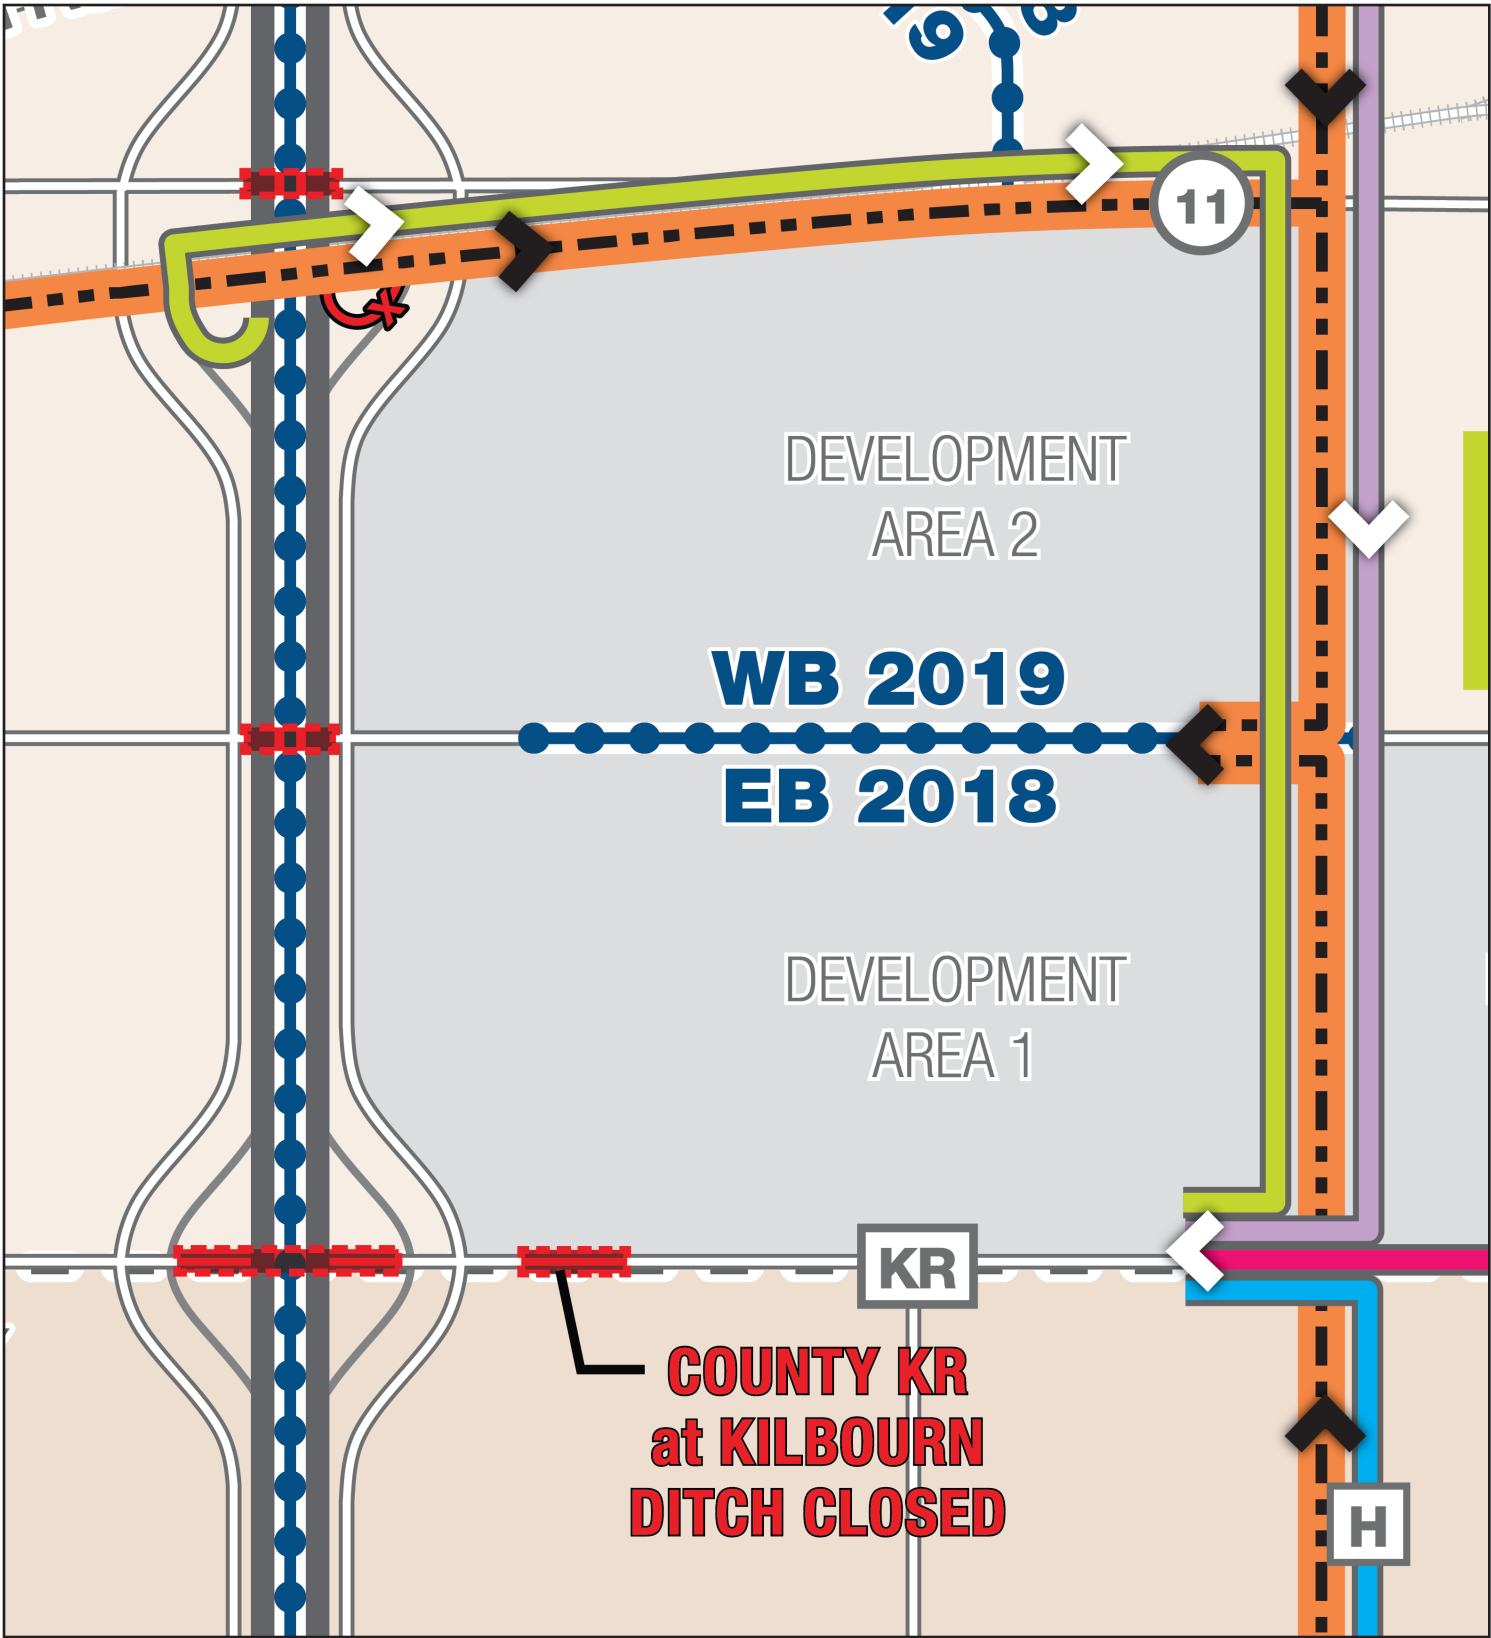 11
DEVELOPMENT
AREA 2
WB 2019
EB 2018
DEVELOPMENT
AREA 1
KR
COUNTY KR
at KILBOURN
DITCH CLOSED
H